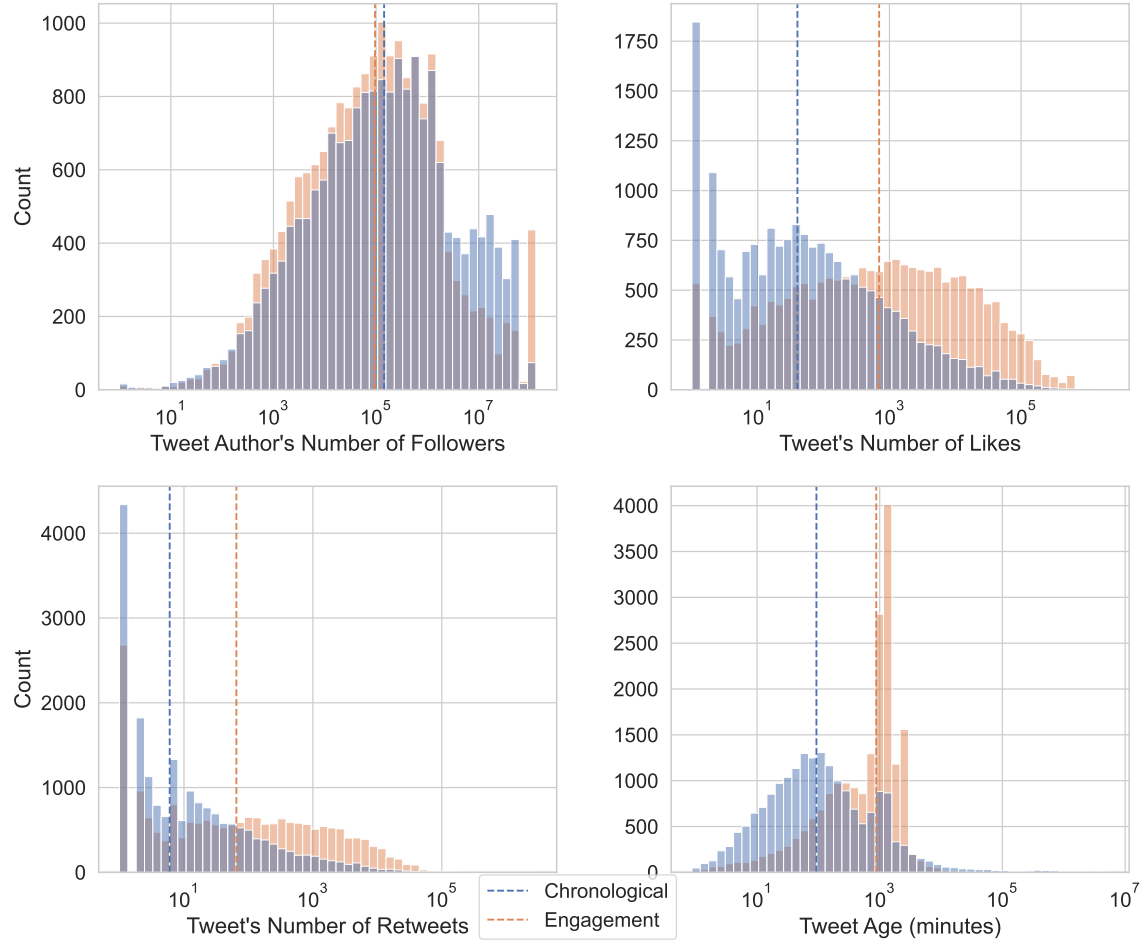 1000
800
600
400
200
0
Count
10^1 10^3 10^5 10^7
Tweet Author's Number of Followers
1750
1500
1250
1000
750
500
250
0
10^1 10^3 10^5
Tweet's Number of Likes
4000
3000
2000
1000
0
Count
10^1 10^3 10^5
Tweet's Number of Retweets
4000
3500
3000
2500
2000
1500
1000
500
0
10^1 10^3 10^5 10^7
Tweet Age (minutes)
Chronological
Engagement